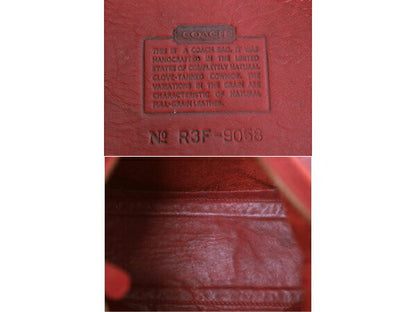 COACH
THIS IS A COACH BAG. IT WAS
HANDCRAFTED IN THE UNITED
STATES OF COMPLETELY NATURAL
GLOVE-TANNED COWHIDE. THE
VARIATIONS IN THE GRAIN ARE
CHARACTERISTIC OF NATURAL
FULL-GRAIN LEATHER.
Nº R3F-9068